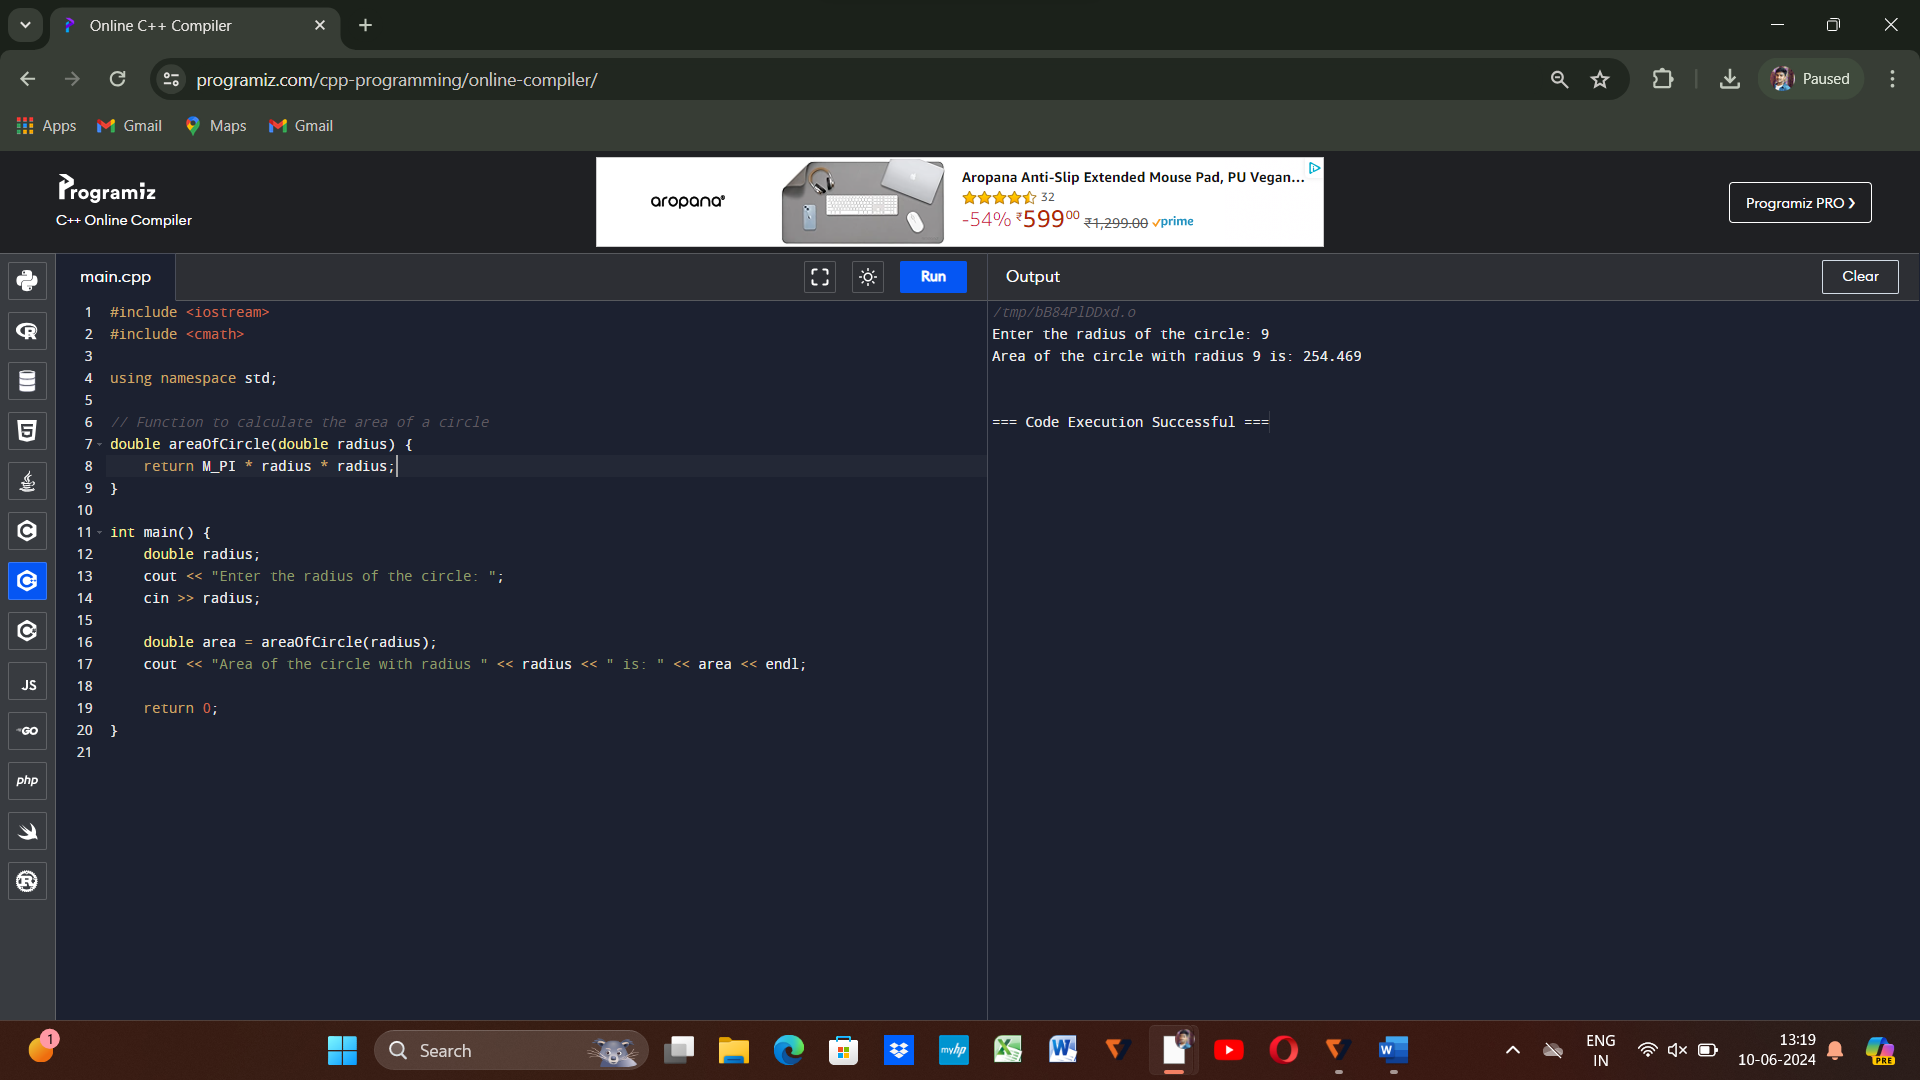 Online C++ Compiler
programiz.com/cpp-programming/online-compiler/
Paused
Apps Gmail Maps Gmail
Programiz
C++ Online Compiler
aropana®
Aropana Anti-Slip Extended Mouse Pad, PU Vegan...
32
-54% ₹599⁰⁰ ₹1,299.00 prime
Programiz PRO ›
main.cpp
Run
Output
Clear
1 #include <iostream>
2 #include <cmath>
3
4 using namespace std;
5
6 // Function to calculate the area of a circle
7 double areaOfCircle(double radius) {
8     return M_PI * radius * radius;
9 }
10
11 int main() {
12     double radius;
13     cout << "Enter the radius of the circle: ";
14     cin >> radius;
15
16     double area = areaOfCircle(radius);
17     cout << "Area of the circle with radius " << radius << " is: " << area << endl;
18
19     return 0;
20 }
21
/tmp/bB84PlDDxd.o
Enter the radius of the circle: 9
Area of the circle with radius 9 is: 254.469
=== Code Execution Successful ===
JS
GO
php
1
Search
myhp
ENG
IN
13:19
10-06-2024
PRE